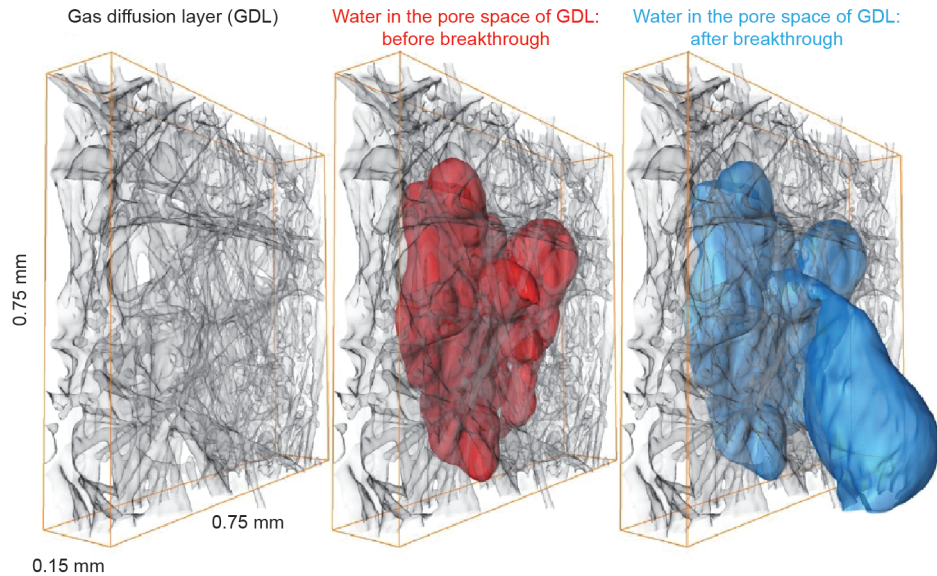 Gas diffusion layer (GDL)
Water in the pore space of GDL:
before breakthrough
Water in the pore space of GDL:
after breakthrough
0.75 mm
0.75 mm
0.15 mm